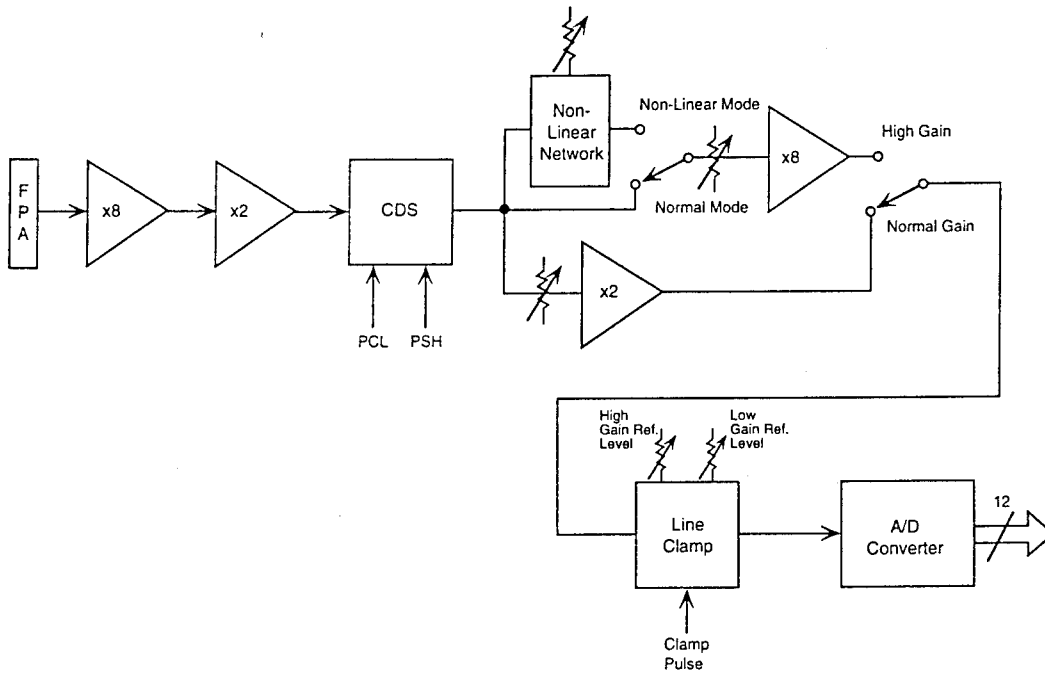 F
P
A
x8
x2
CDS
PCL
PSH
Non-
Linear
Network
Non-Linear Mode
Normal Mode
x8
High Gain
Normal Gain
x2
High
Gain Ref.
Level
Low
Gain Ref.
Level
Line
Clamp
Clamp
Pulse
A/D
Converter
12